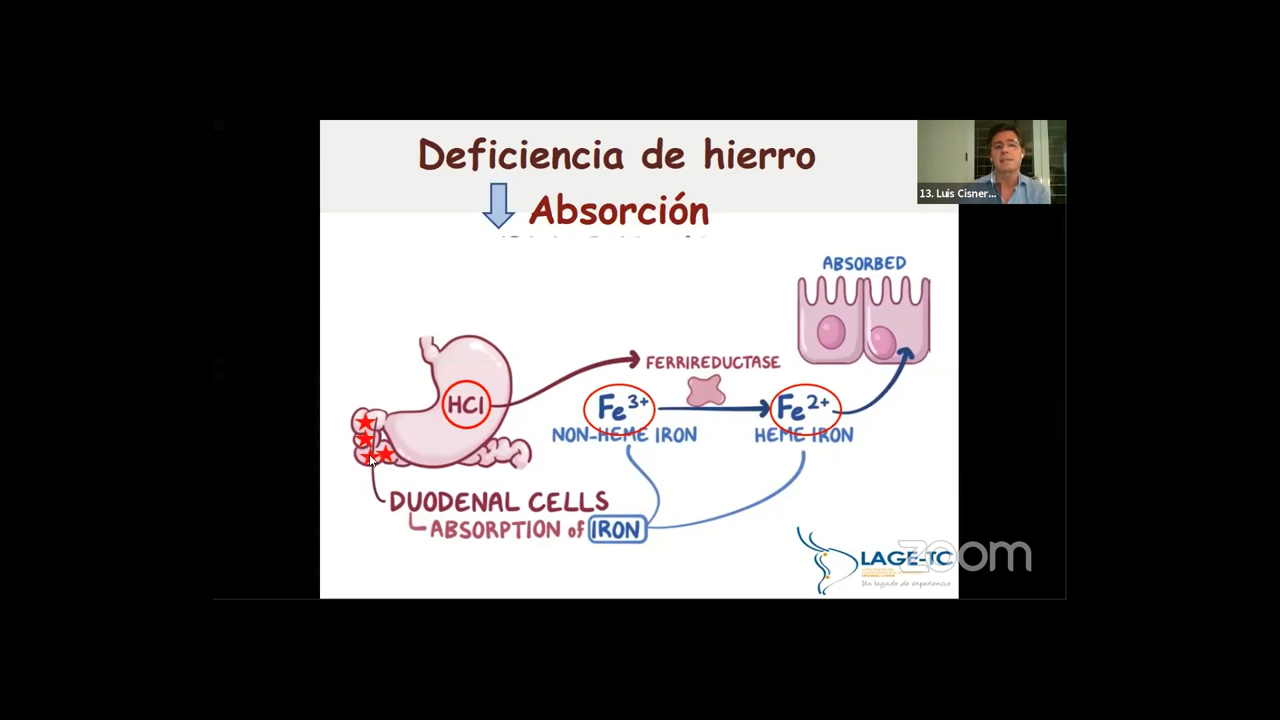 Deficiencia de hierro
Absorción
13. Luis Cisner...
ABSORBED
FERRIREDUCTASE
HCl
Fe3+
Fe2+
NON-HEME IRON
HEME IRON
DUODENAL CELLS
ABSORPTION of IRON
LAGE-TC
Un legado de experiencia
zoom